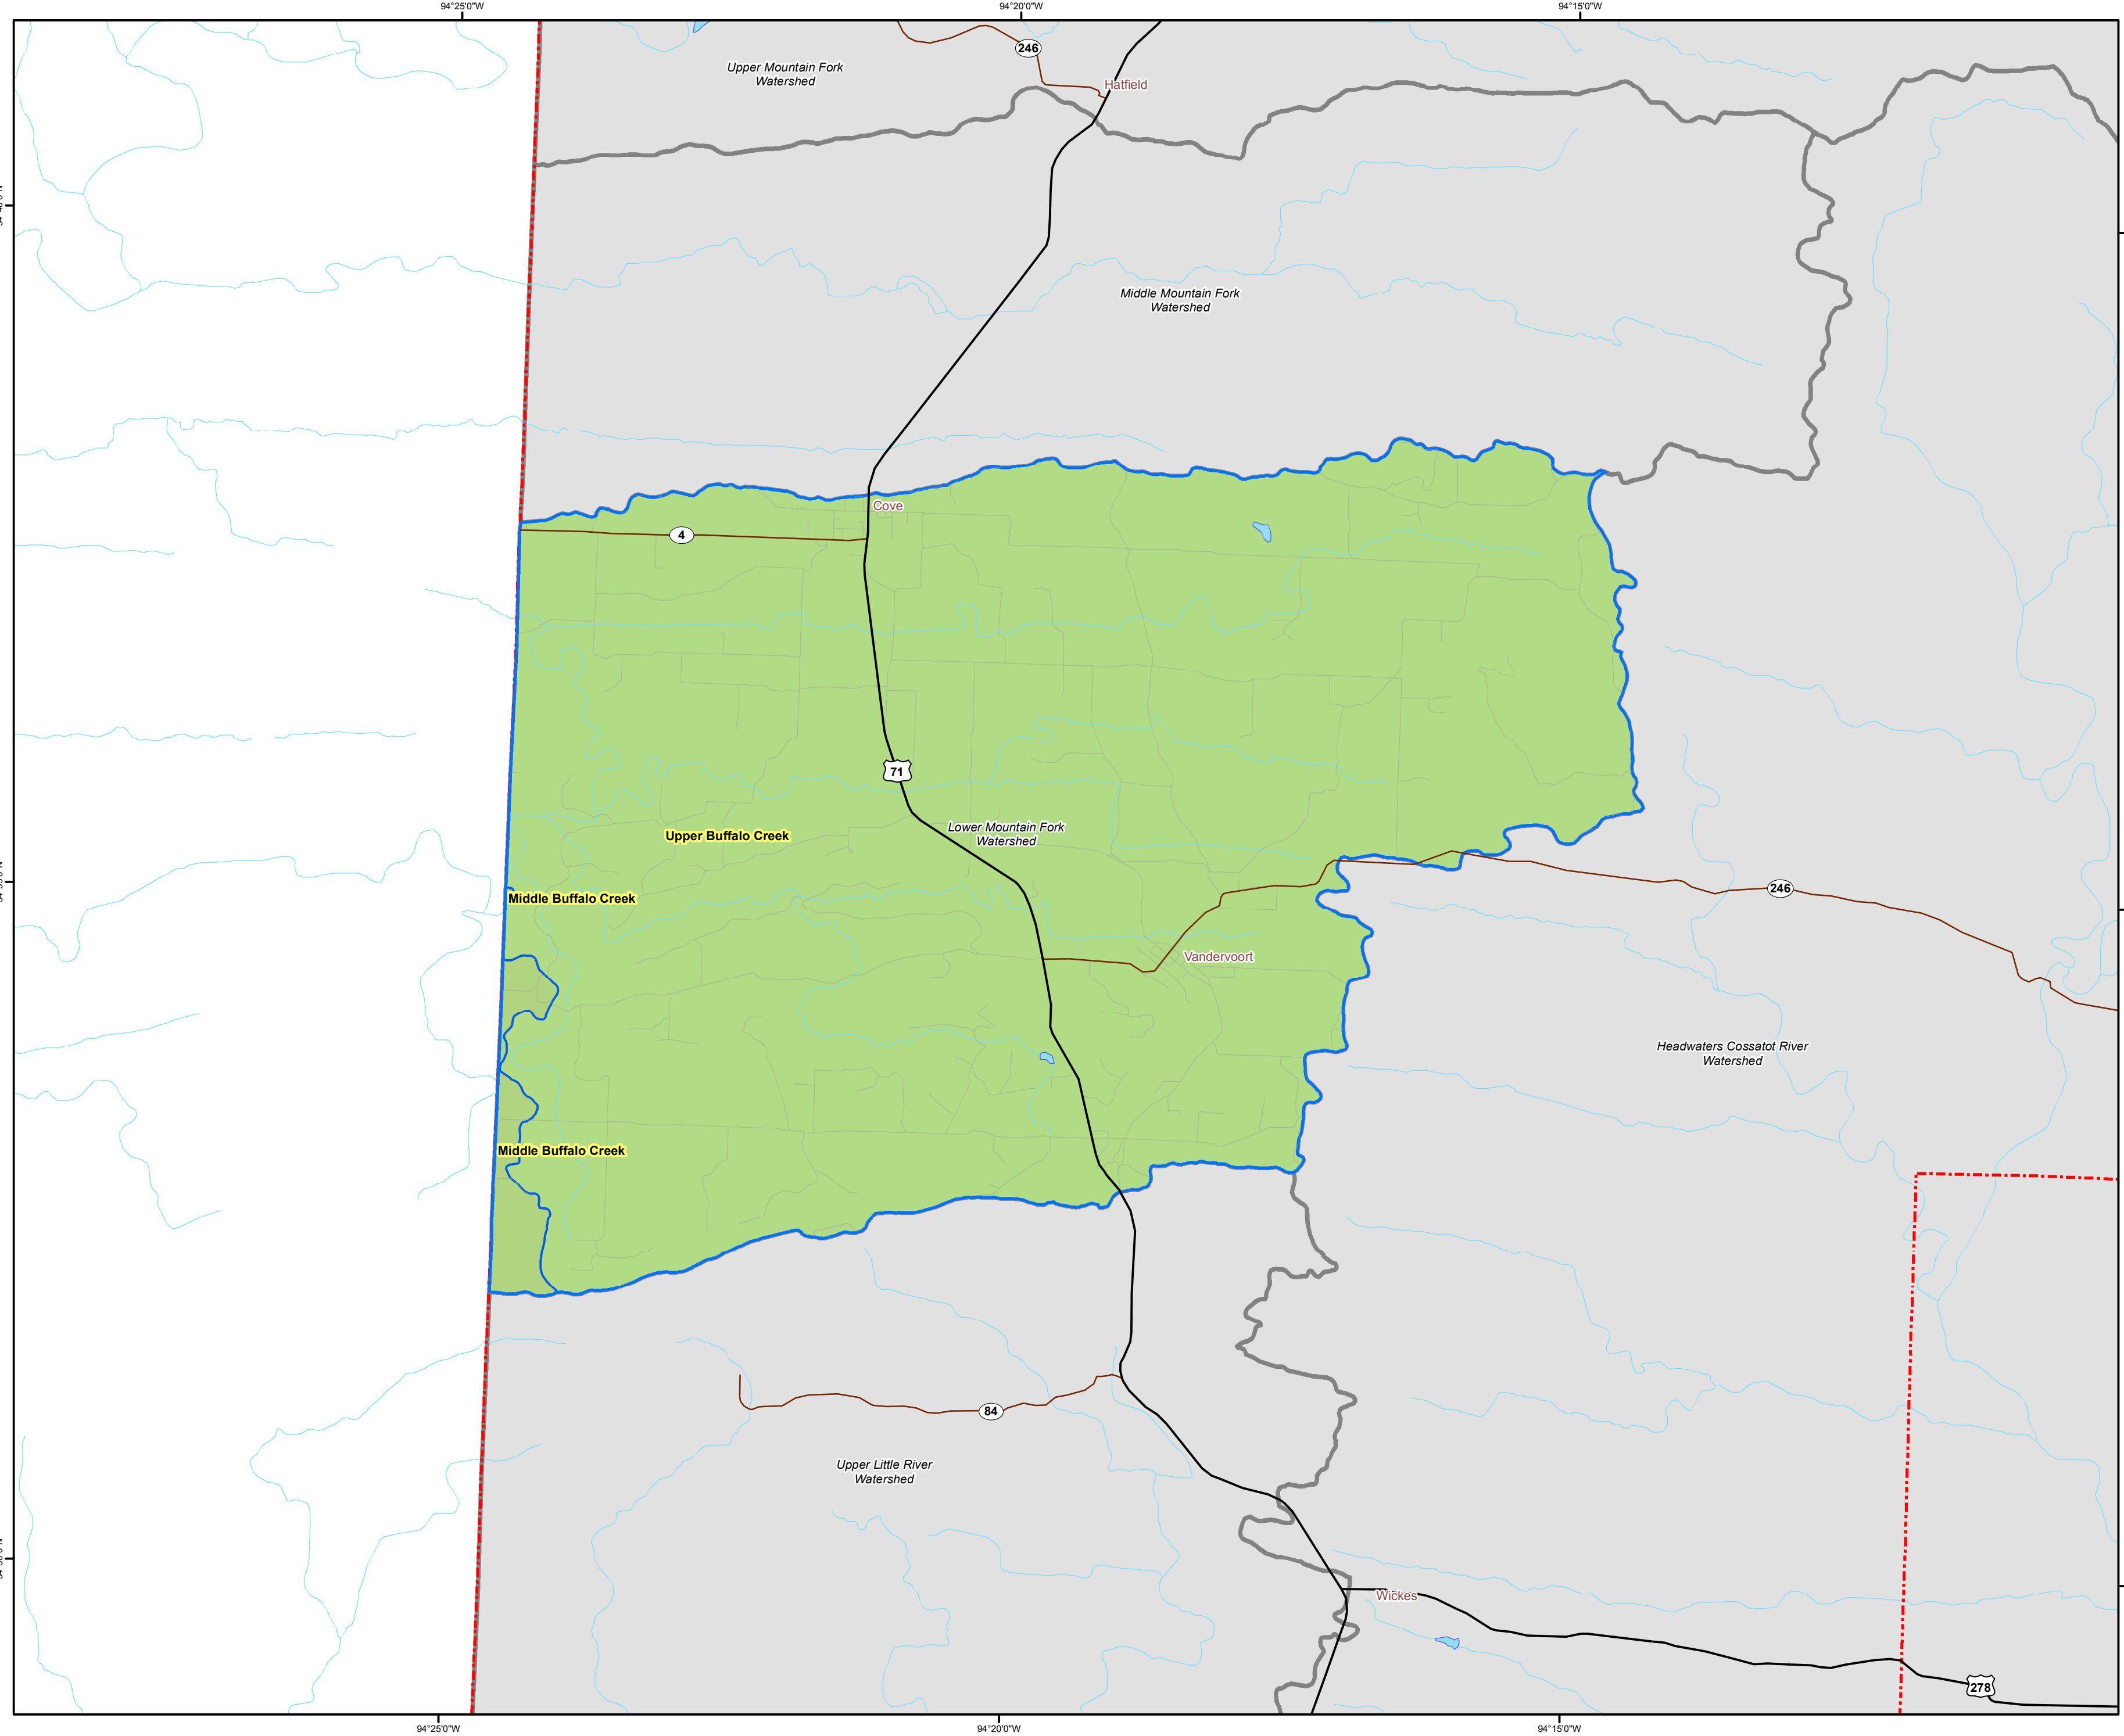 94°25'0"W
94°20'0"W
94°15'0"W
246
Upper Mountain Fork
Watershed
Hatfield
Middle Mountain Fork
Watershed
Cove
4
71
Lower Mountain Fork
Watershed
Upper Buffalo Creek
246
Middle Buffalo Creek
Vandervoort
Headwaters Cossatot River
Watershed
Middle Buffalo Creek
84
Upper Little River
Watershed
Wickes
278
94°25'0"W
94°20'0"W
94°15'0"W